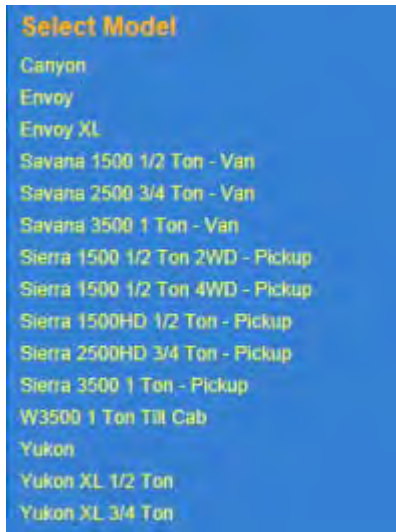 Select Model
Canyon
Envoy
Envoy XL
Savana 1500 1/2 Ton - Van
Savana 2500 3/4 Ton - Van
Savana 3500 1 Ton - Van
Sierra 1500 1/2 Ton 2WD - Pickup
Sierra 1500 1/2 Ton 4WD - Pickup
Sierra 1500HD 1/2 Ton - Pickup
Sierra 2500HD 3/4 Ton - Pickup
Sierra 3500 1 Ton - Pickup
W3500 1 Ton Tilt Cab
Yukon
Yukon XL 1/2 Ton
Yukon XL 3/4 Ton